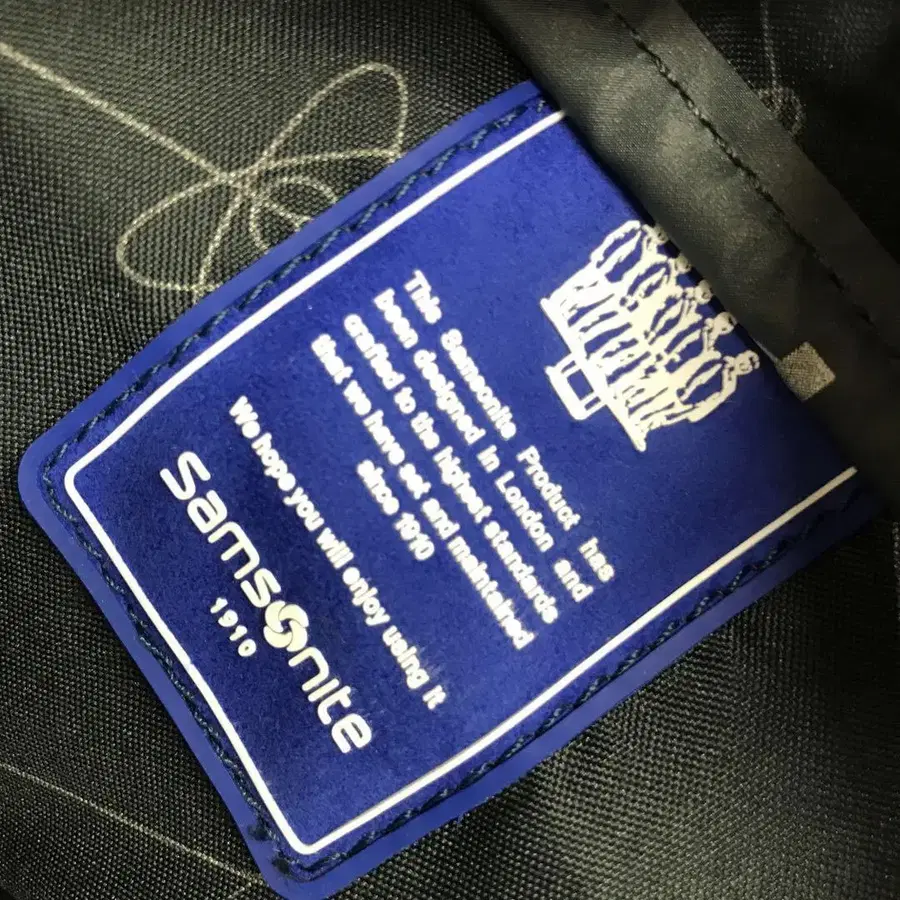 This Samsonite Product has
been designed in London and
crafted to the highest standards
that we have set and maintained
since 1910
We hope you will enjoy using it
Samsonite
1910